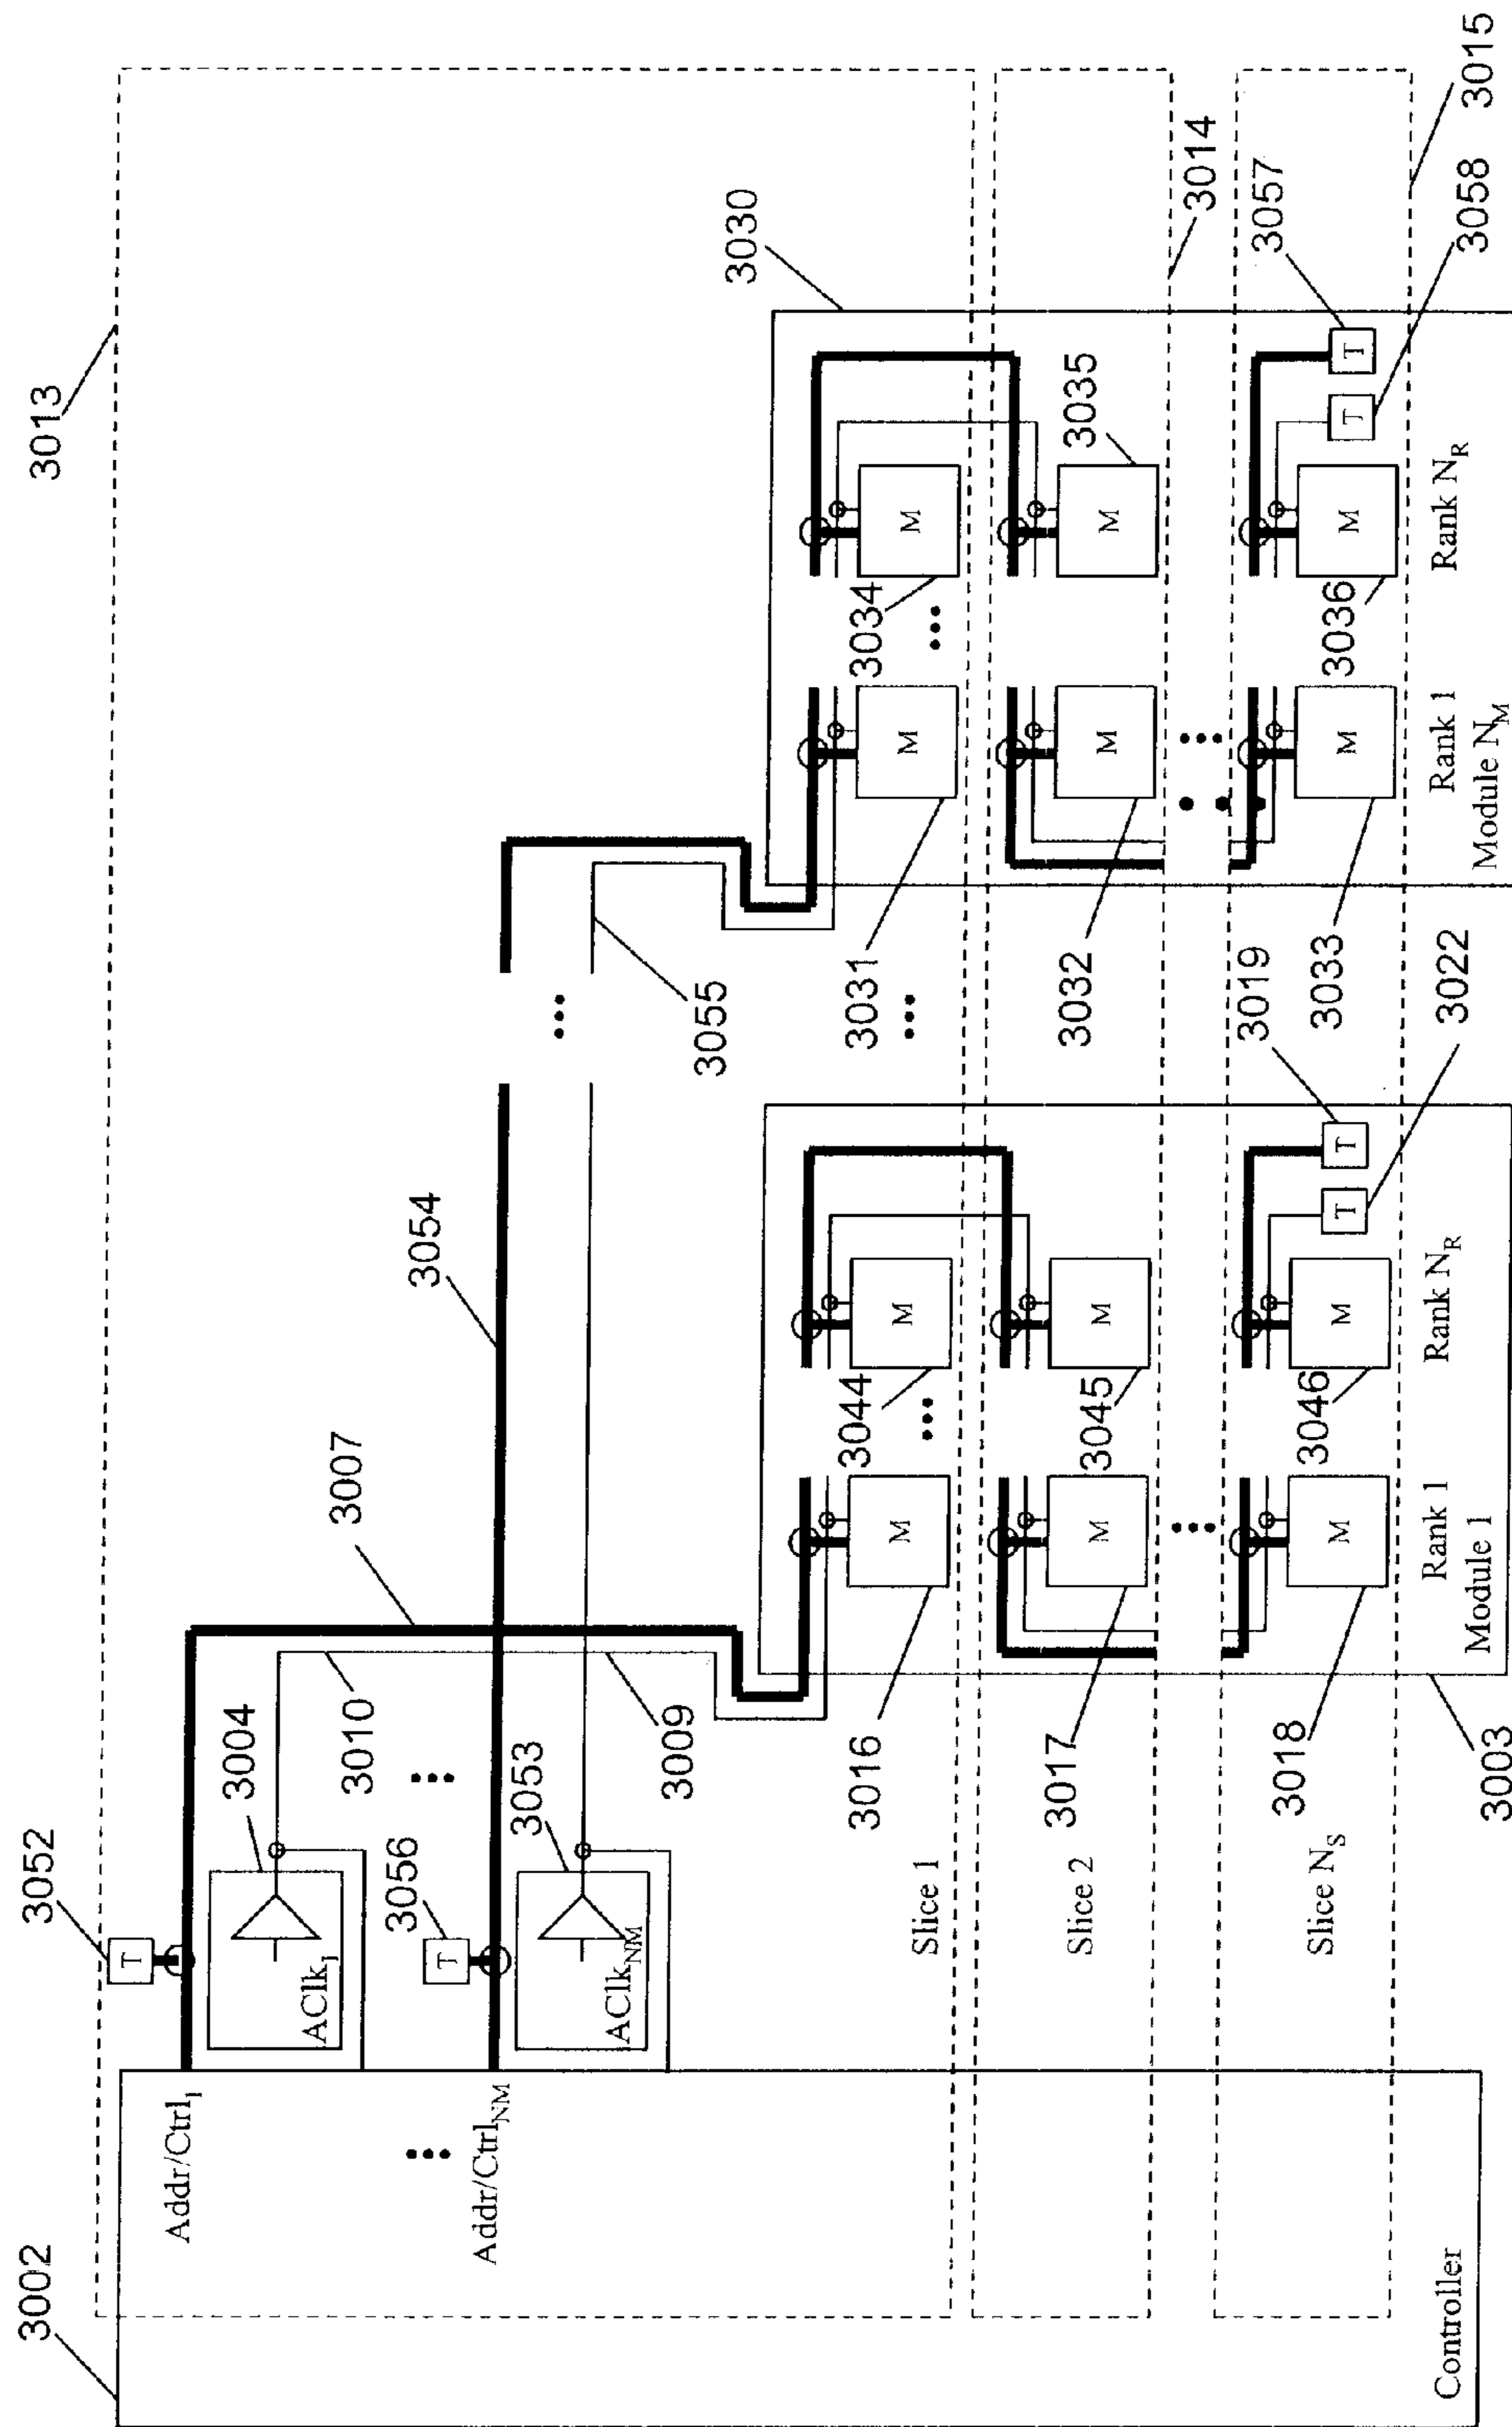 3002
3052
3013
T
Addr/Ctrl1
3004
AClk1
3010
3007
3056
T
3054
Addr/CtrlNM
3053
AClkNM
3009
3055
3030
3016
3044
3031
3034
M
M
M
M
Slice 1
3017
3045
3032
3035
M
M
M
M
Slice 2
3014
3018
3046
3019
3033
3036
3057
M
M
T
T
M
M
T
T
Slice NS
3022
3058
3015
Rank 1
Rank NR
Rank 1
Rank NR
Controller
Module 1
Module NM
3003